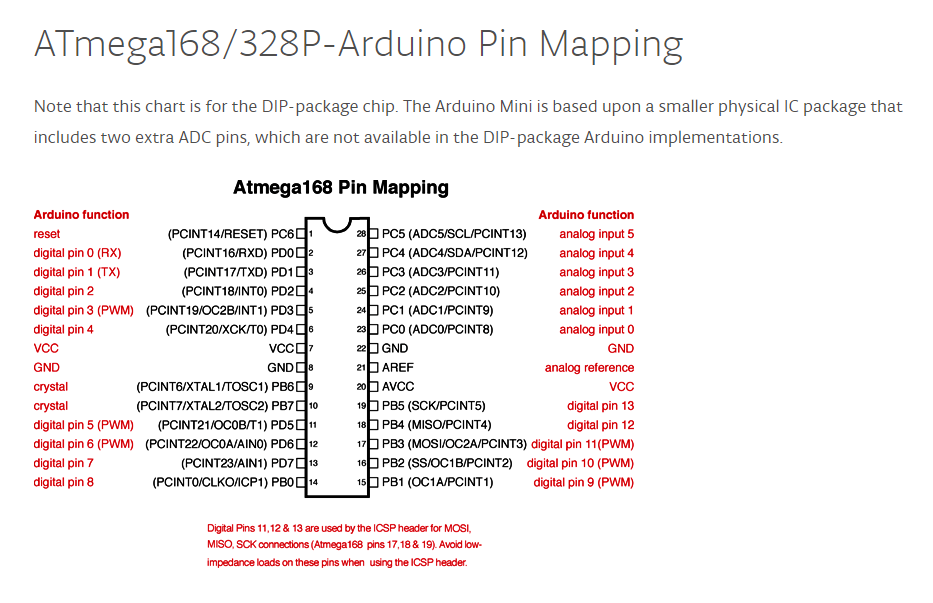 ATmega168/328P-Arduino Pin Mapping
Note that this chart is for the DIP-package chip. The Arduino Mini is based upon a smaller physical IC package that
includes two extra ADC pins, which are not available in the DIP-package Arduino implementations.
Atmega168 Pin Mapping
Arduino function Arduino function
reset (PCINT14/RESET) PC6 1 28 PC5 (ADC5/SCL/PCINT13) analog input 5
digital pin 0 (RX) (PCINT16/RXD) PD0 2 27 PC4 (ADC4/SDA/PCINT12) analog input 4
digital pin 1 (TX) (PCINT17/TXD) PD1 3 26 PC3 (ADC3/PCINT11) analog input 3
digital pin 2 (PCINT18/INT0) PD2 4 25 PC2 (ADC2/PCINT10) analog input 2
digital pin 3 (PWM) (PCINT19/OC2B/INT1) PD3 5 24 PC1 (ADC1/PCINT9) analog input 1
digital pin 4 (PCINT20/XCK/T0) PD4 6 23 PC0 (ADC0/PCINT8) analog input 0
VCC VCC 7 22 GND GND
GND GND 8 21 AREF analog reference
crystal (PCINT6/XTAL1/TOSC1) PB6 9 20 AVCC VCC
crystal (PCINT7/XTAL2/TOSC2) PB7 10 19 PB5 (SCK/PCINT5) digital pin 13
digital pin 5 (PWM) (PCINT21/OC0B/T1) PD5 11 18 PB4 (MISO/PCINT4) digital pin 12
digital pin 6 (PWM) (PCINT22/OC0A/AIN0) PD6 12 17 PB3 (MOSI/OC2A/PCINT3) digital pin 11(PWM)
digital pin 7 (PCINT23/AIN1) PD7 13 16 PB2 (SS/OC1B/PCINT2) digital pin 10 (PWM)
digital pin 8 (PCINT0/CLKO/ICP1) PB0 14 15 PB1 (OC1A/PCINT1) digital pin 9 (PWM)
Digital Pins 11,12 & 13 are used by the ICSP header for MOSI,
MISO, SCK connections (Atmega168 pins 17,18 & 19). Avoid low-
impedance loads on these pins when using the ICSP header.